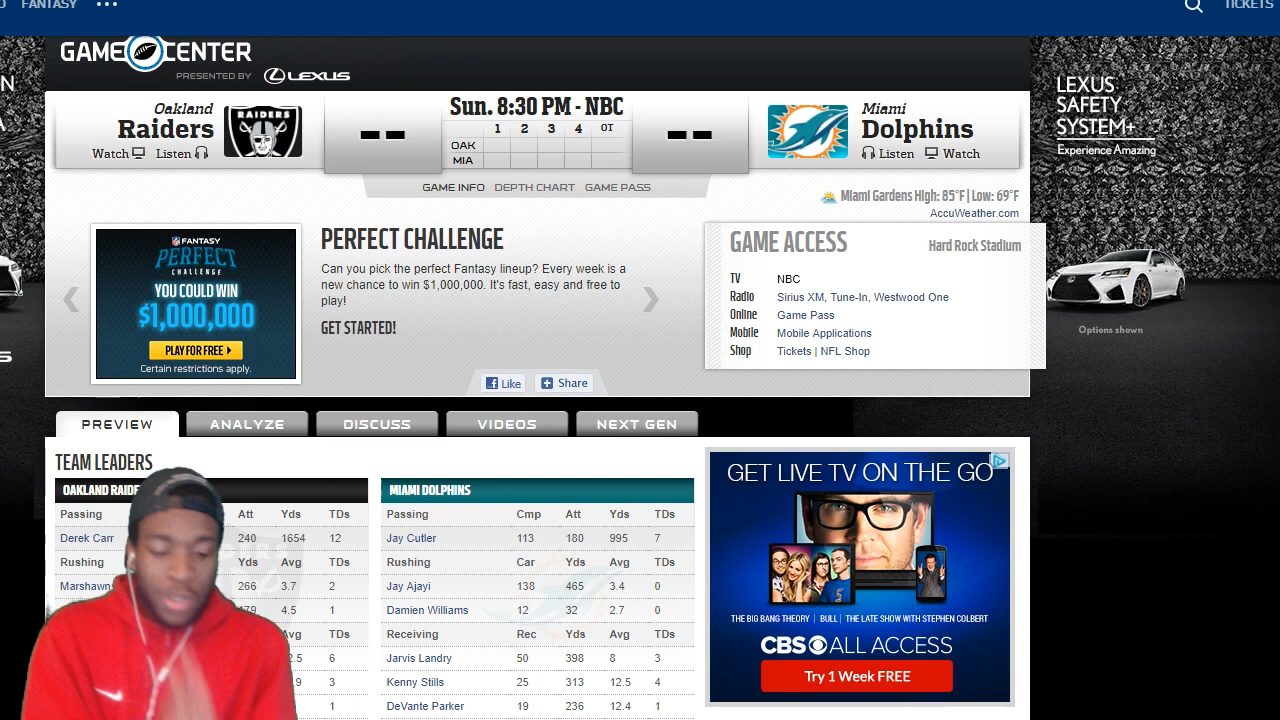 FANTASY
TICKETS
GAME CENTER
PRESENTED BY LEXUS
Oakland
Raiders
Watch Listen
RAIDERS
--
Sun. 8:30 PM - NBC
1 2 3 4 OT
OAK
MIA
--
Miami
Dolphins
Listen Watch
GAME INFO DEPTH CHART GAME PASS
Miami Gardens High: 85°F | Low: 69°F
AccuWeather.com
LEXUS
SAFETY
SYSTEM+
Experience Amazing
Options shown
NFL FANTASY
PERFECT
CHALLENGE
YOU COULD WIN
$1,000,000
PLAY FOR FREE
Certain restrictions apply.
PERFECT CHALLENGE
Can you pick the perfect Fantasy lineup? Every week is a
new chance to win $1,000,000. It's fast, easy and free to
play!
GET STARTED!
GAME ACCESS Hard Rock Stadium
TV NBC
Radio Sirius XM, Tune-In, Westwood One
Online Game Pass
Mobile Mobile Applications
Shop Tickets | NFL Shop
Like Share
PREVIEW ANALYZE DISCUSS VIDEOS NEXT GEN
TEAM LEADERS
OAKLAND
Passing Att Yds TDs
Derek Carr 240 1654 12
Rushing Yds Avg TDs
Marshawn 266 3.7 2
4.5 1
Avg TDs
6
3
1
MIAMI DOLPHINS
Passing Cmp Att Yds TDs
Jay Cutler 113 180 995 7
Rushing Car Yds Avg TDs
Jay Ajayi 138 465 3.4 0
Damien Williams 12 32 2.7 0
Receiving Rec Yds Avg TDs
Jarvis Landry 50 398 8 3
Kenny Stills 25 313 12.5 4
DeVante Parker 19 236 12.4 1
GET LIVE TV ON THE GO
THE BIG BANG THEORY | BULL | THE LATE SHOW WITH STEPHEN COLBERT
CBS ALL ACCESS
Try 1 Week FREE